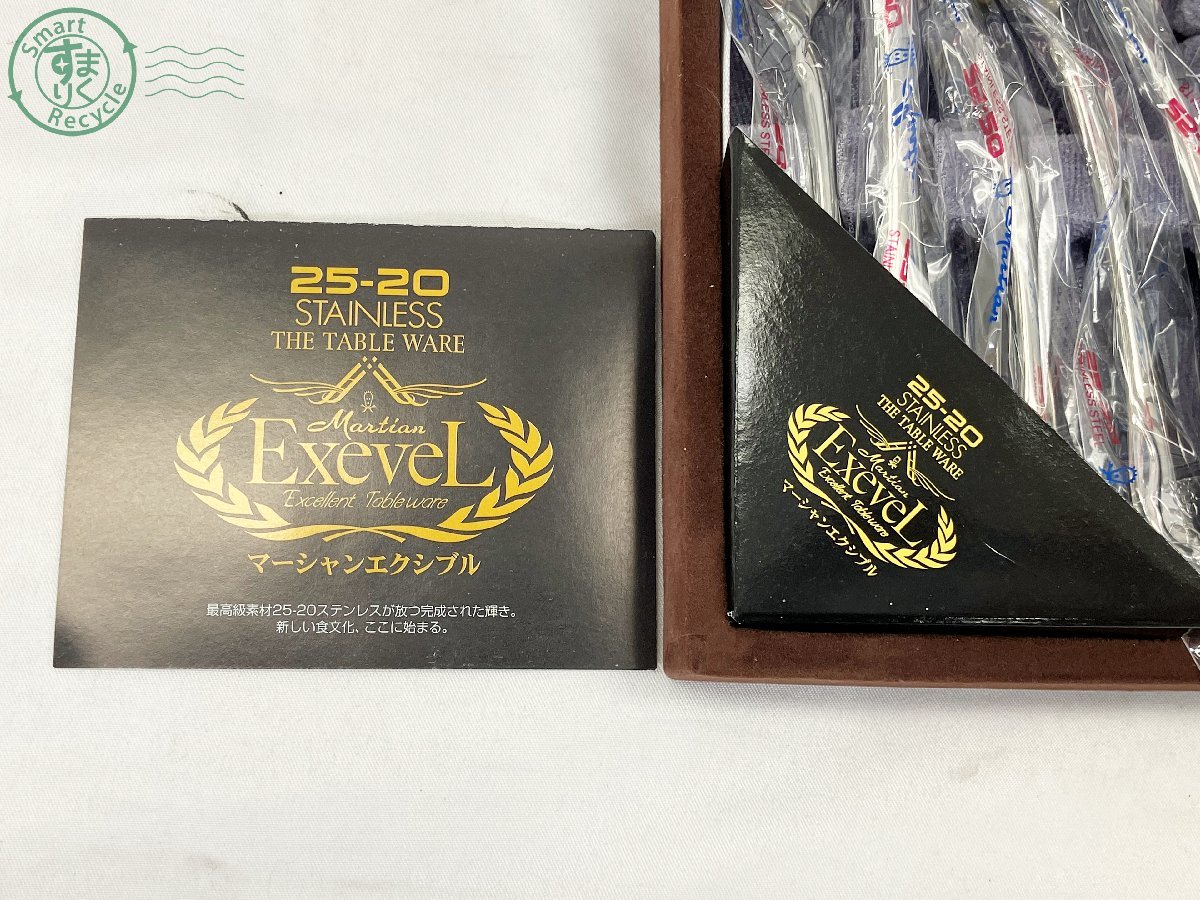 Smart
すまりく
Recycle
25-20
STAINLESS
THE TABLE WARE
Martian
ExeveL
Excellent Tableware
マーシャンエクシブル
最高級素材25-20ステンレスが放つ完成された輝き。
新しい食文化、ここに始まる。
25-20
STAINLESS
THE TABLE WARE
Martian
ExeveL
Excellent Tableware
マーシャンエクシブル